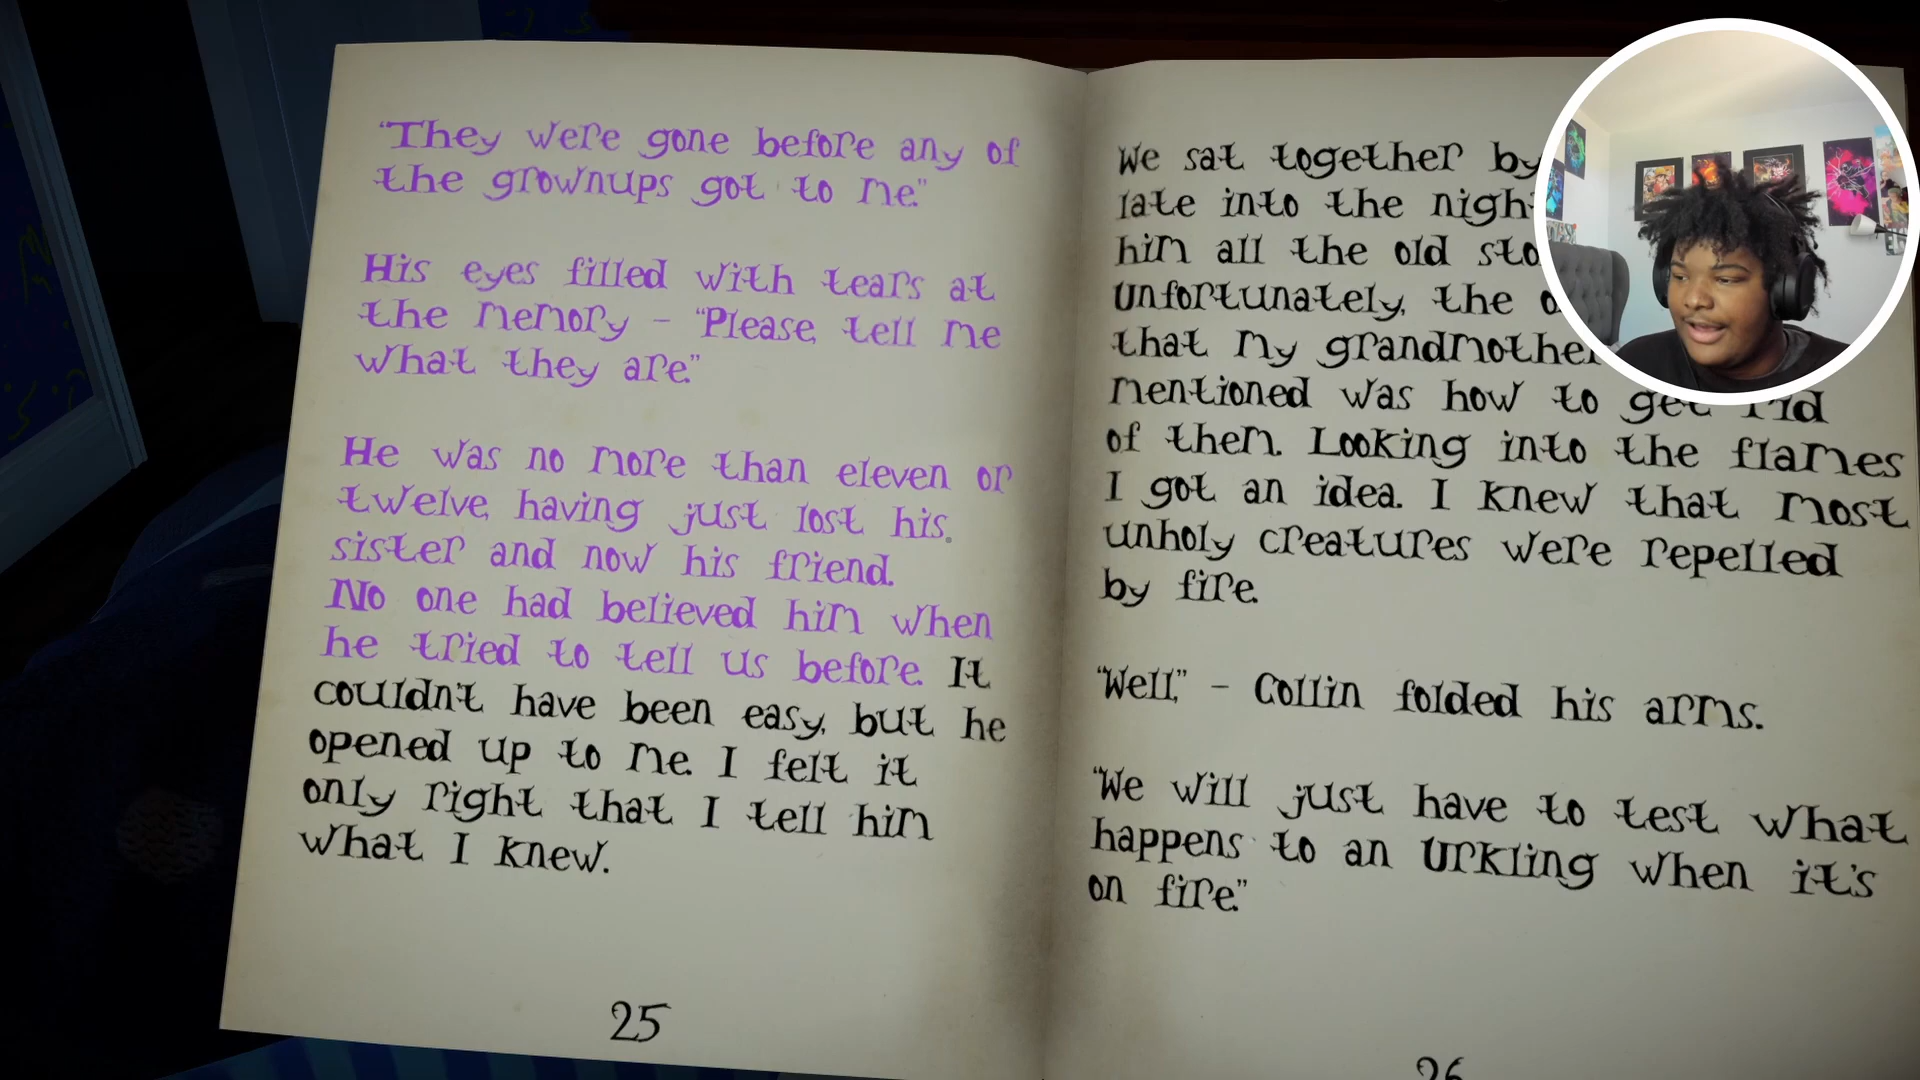 "They were gone before any of
the grownups got to me."
His eyes filled with tears at
the memory - "Please, tell me
what they are."
He was no more than eleven or
twelve, having just lost his
sister and now his friend.
No one had believed him when
he tried to tell us before. It
couldn't have been easy, but he
opened up to me. I felt it
only right that I tell him
what I knew.
25
We sat together by
late into the
him all the old
Unfortunately, the
that my
mentioned was how to get rid
of them. Looking into the flames
I got an idea. I knew that most
unholy creatures were repelled
by fire.
"Well," - Collin folded his arms.
"We will just have to test what
happens to an Urkling when it's
on fire."
26